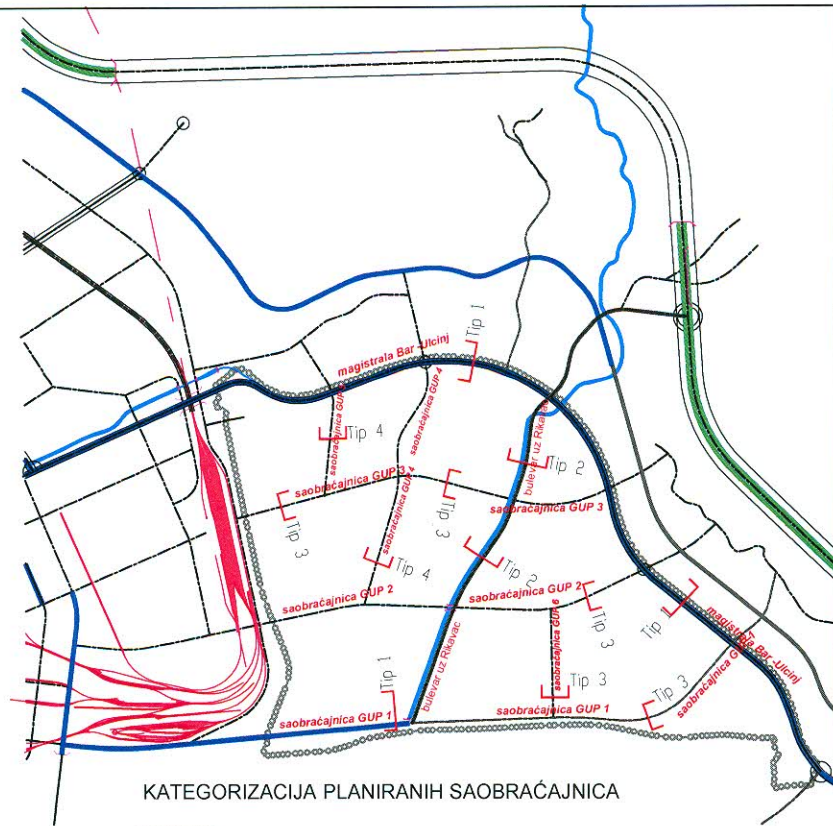 Tip 1
magistrala Bar -Ulcinj
saobraćajnica GUP 4
Tip 4
bulevar uz Rikavac
Tip 2
saobraćajnica GUP 3
saobraćajnica GUP 4
Tip 3
saobraćajnica GUP 3
Tip 3
Tip 4
Tip 2
saobraćajnica GUP 2
saobraćajnica GUP 2
Tip 3
saobraćajnica GUP 6
Tip 1
magistrala Bar -Ulcinj
bulevar uz Rikavac
Tip 1
Tip 3
Tip 3
saobraćajnica GUP 1
saobraćajnica GUP 1
saobraćajnica
KATEGORIZACIJA PLANIRANIH SAOBRAĆAJNICA